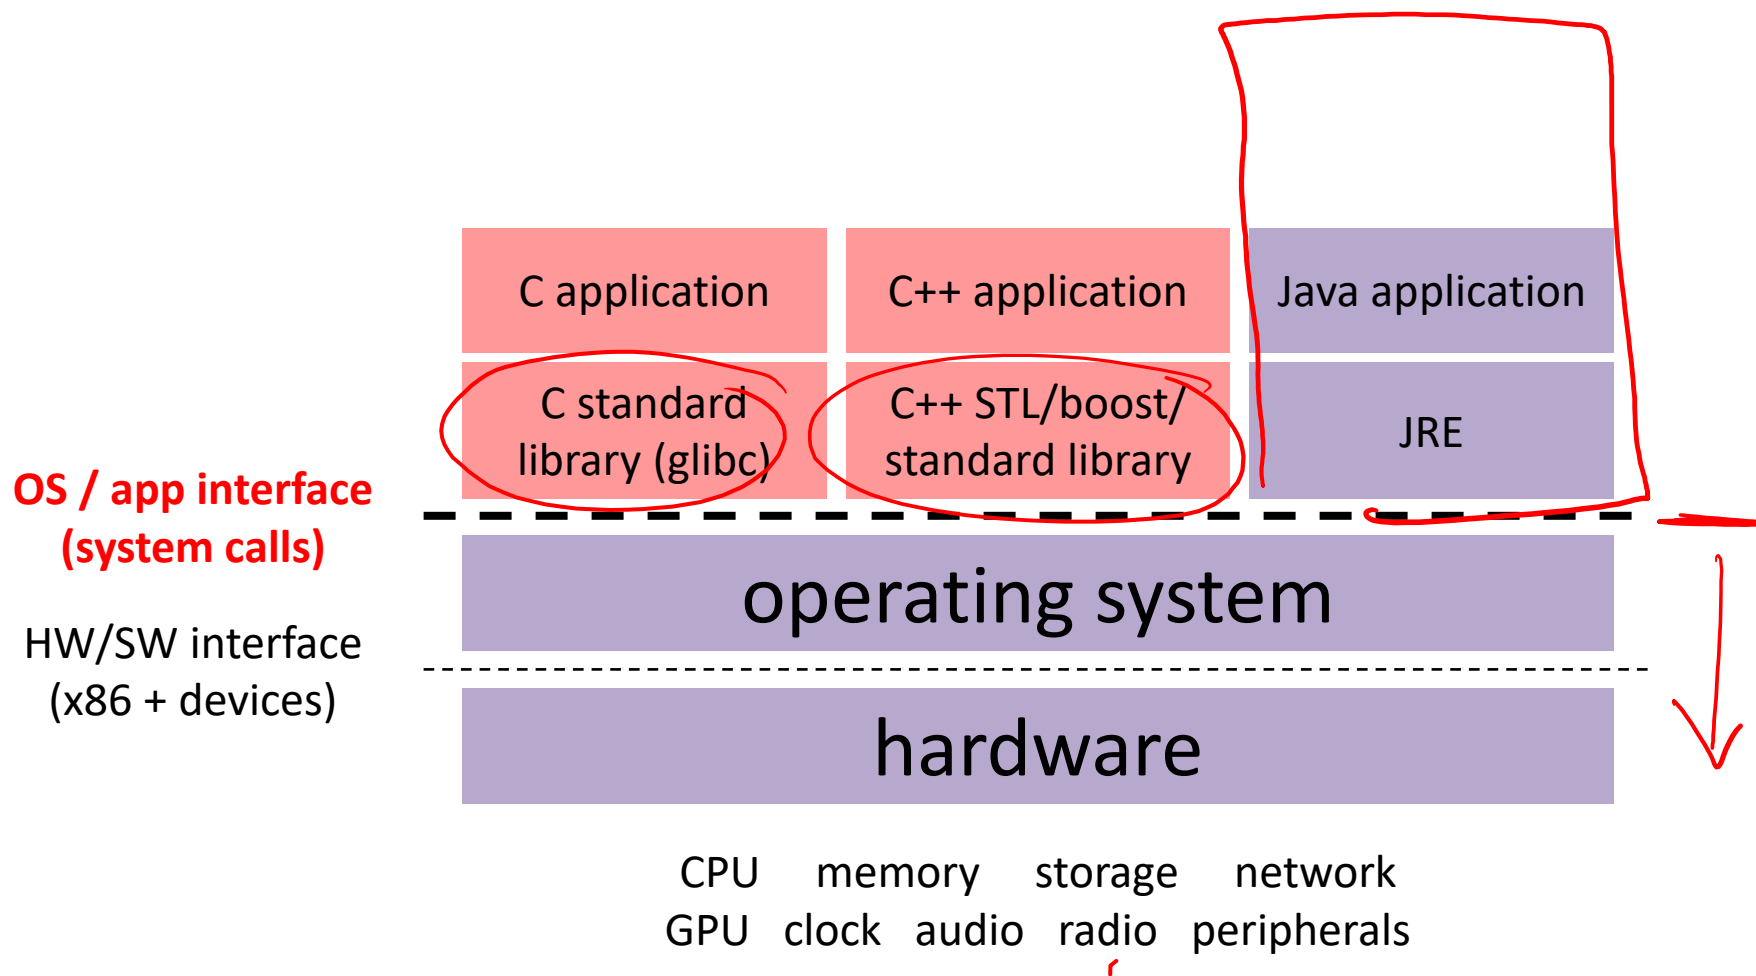 C application
C++ application
Java application
C standard
library (glibc)
C++ STL/boost/
standard library
JRE
OS / app interface
(system calls)
operating system
HW/SW interface
(x86 + devices)
hardware
CPU memory storage network
GPU clock audio radio peripherals